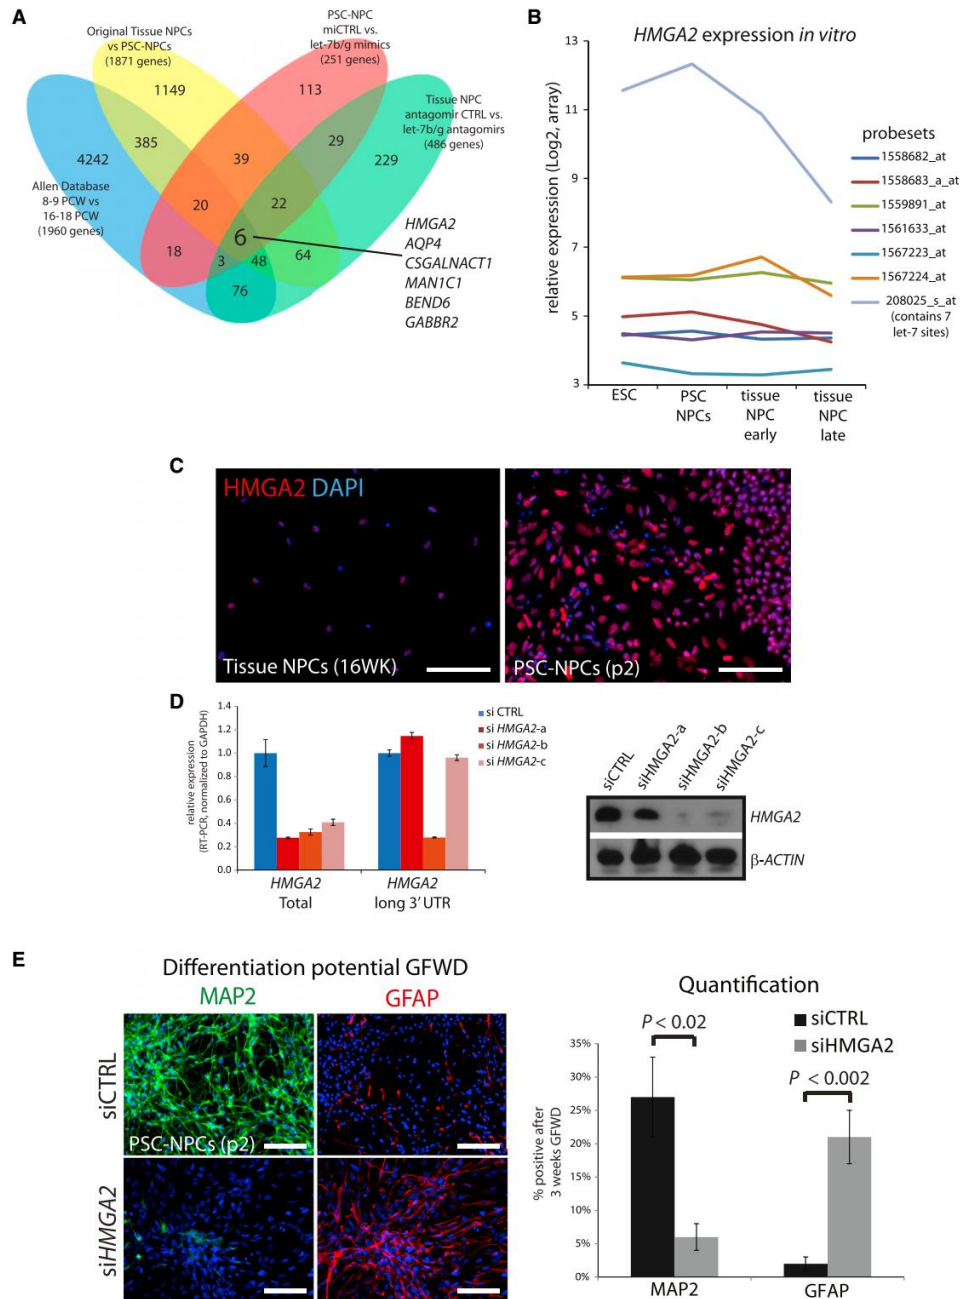 A
Original Tissue NPCs
vs PSC-NPCs
(1871 genes)
PSC-NPC
miCTRL vs.
let-7b/g mimics
(251 genes)
Tissue NPC
antagomir CTRL vs.
let-7b/g antagomirs
(486 genes)
Allen Database
8-9 PCW vs
16-18 PCW
(1960 genes)
1149
113
385
29
4242
39
229
20
22
6
18
3
48
64
76
HMGA2
AQP4
CSGALNACT1
MAN1C1
BEND6
GABBR2
B
HMGA2 expression in vitro
relative expression (Log2, array)
13
11
9
7
5
3
ESC
PSC
NPCs
tissue
NPC
early
tissue
NPC
late
probesets
1558682_at
1558683_a_at
1559891_at
1561633_at
1567223_at
1567224_at
208025_s_at
(contains 7
let-7 sites)
C
HMGA2 DAPI
Tissue NPCs (16WK)
PSC-NPCs (p2)
D
relative expression
(RT-PCR, normalized to GAPDH)
1.4
1.2
1.0
0.8
0.6
0.4
0.2
0.0
HMGA2
Total
HMGA2
long 3’ UTR
si CTRL
si HMGA2-a
si HMGA2-b
si HMGA2-c
siCTRL
siHMGA2-a
siHMGA2-b
siHMGA2-c
HMGA2
β-ACTIN
E
Differentiation potential GFWD
MAP2
GFAP
siCTRL
PSC-NPCs (p2)
siHMGA2
Quantification
siCTRL
siHMGA2
P < 0.02
P < 0.002
% positive after
3 weeks GFWD
35%
30%
25%
20%
15%
10%
5%
0%
MAP2
GFAP